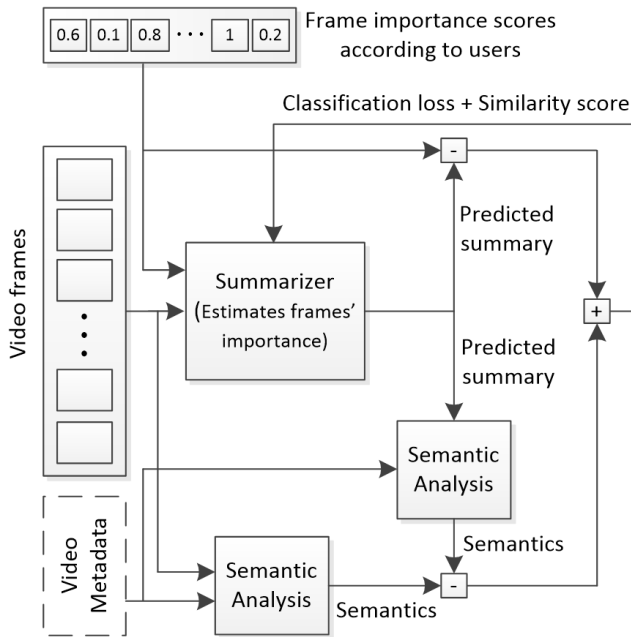 Frame importance scores
according to users
0.6 0.1 0.8 ··· 1 0.2
Classification loss + Similarity score
-
Predicted
summary
Video frames
Summarizer
(Estimates frames'
importance)
+
Predicted
summary
Semantic
Analysis
Semantics
Video
Metadata
Semantic
Analysis
Semantics
-